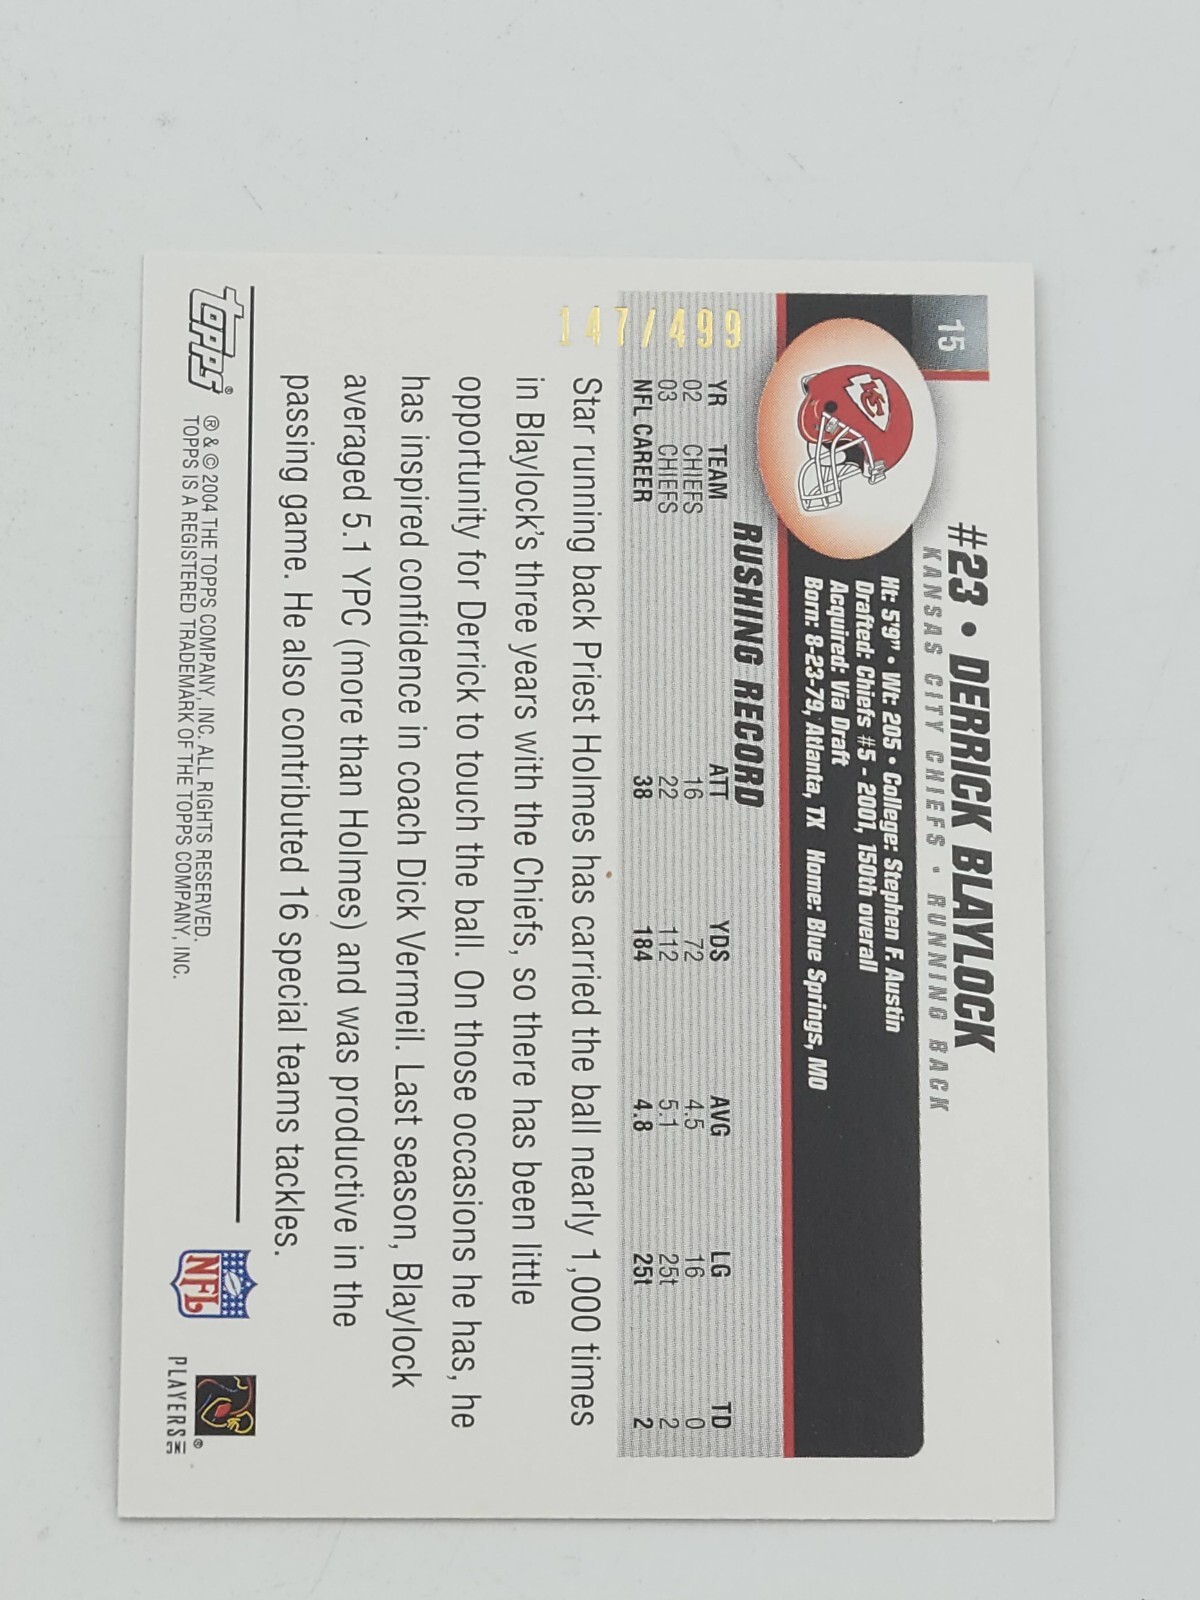 15
#23 • DERRICK BLAYLOCK
KANSAS CITY CHIEFS • RUNNING BACK
Ht: 5'9" • Wt: 205 • College: Stephen F. Austin
Drafted: Chiefs #5 - 2001, 150th overall
Acquired: Via Draft
Born: 8-23-79, Atlanta, TX Home: Blue Springs, MO
RUSHING RECORD
YR TEAM ATT YDS AVG LG TD
02 CHIEFS 16 72 4.5 16 0
03 CHIEFS 22 112 5.1 25t 2
NFL CAREER 38 184 4.8 25t 2
147/499
Star running back Priest Holmes has carried the ball nearly 1,000 times
in Blaylock's three years with the Chiefs, so there has been little
opportunity for Derrick to touch the ball. On those occasions he has, he
has inspired confidence in coach Dick Vermeil. Last season, Blaylock
averaged 5.1 YPC (more than Holmes) and was productive in the
passing game. He also contributed 16 special teams tackles.
topps®
® & © 2004 THE TOPPS COMPANY, INC. ALL RIGHTS RESERVED.
TOPPS IS A REGISTERED TRADEMARK OF THE TOPPS COMPANY, INC.
NFL
PLAYERS INC
®